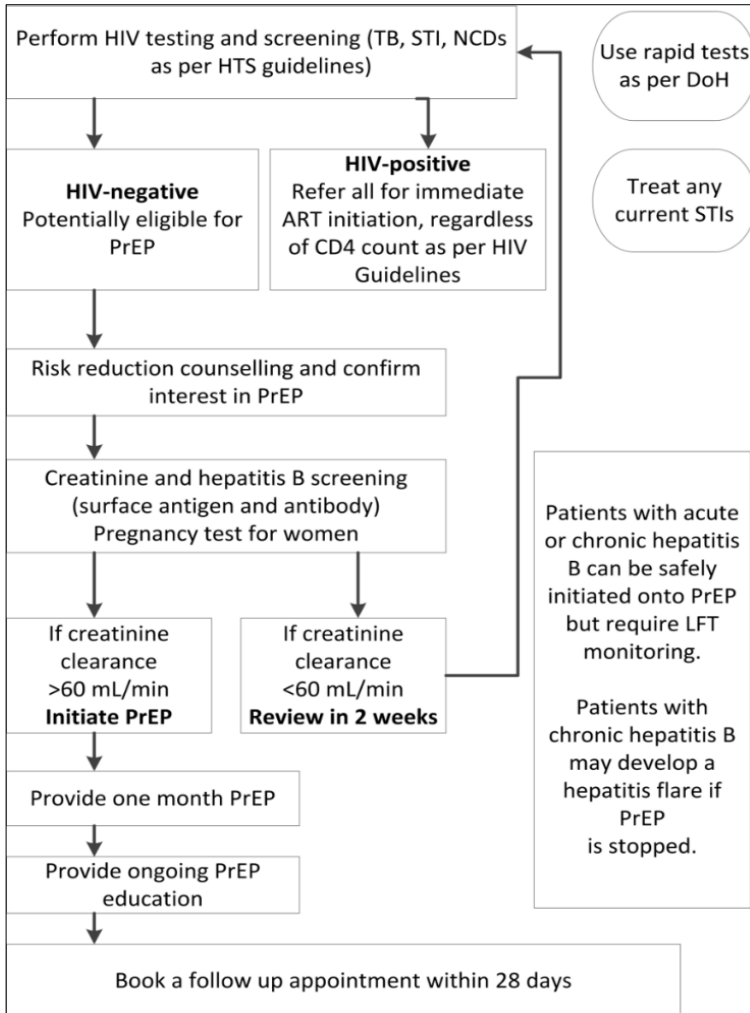 Perform HIV testing and screening (TB, STI, NCDs
as per HTS guidelines)
Use rapid tests
as per DoH
HIV-negative
Potentially eligible for
PrEP
HIV-positive
Refer all for immediate
ART initiation, regardless
of CD4 count as per HIV
Guidelines
Treat any
current STIs
Risk reduction counselling and confirm
interest in PrEP
Creatinine and hepatitis B screening
(surface antigen and antibody)
Pregnancy test for women
If creatinine
clearance
>60 mL/min
Initiate PrEP
If creatinine
clearance
<60 mL/min
Review in 2 weeks
Patients with acute
or chronic hepatitis
B can be safely
initiated onto PrEP
but require LFT
monitoring.
Patients with
chronic hepatitis B
may develop a
hepatitis flare if
PrEP
is stopped.
Provide one month PrEP
Provide ongoing PrEP
education
Book a follow up appointment within 28 days